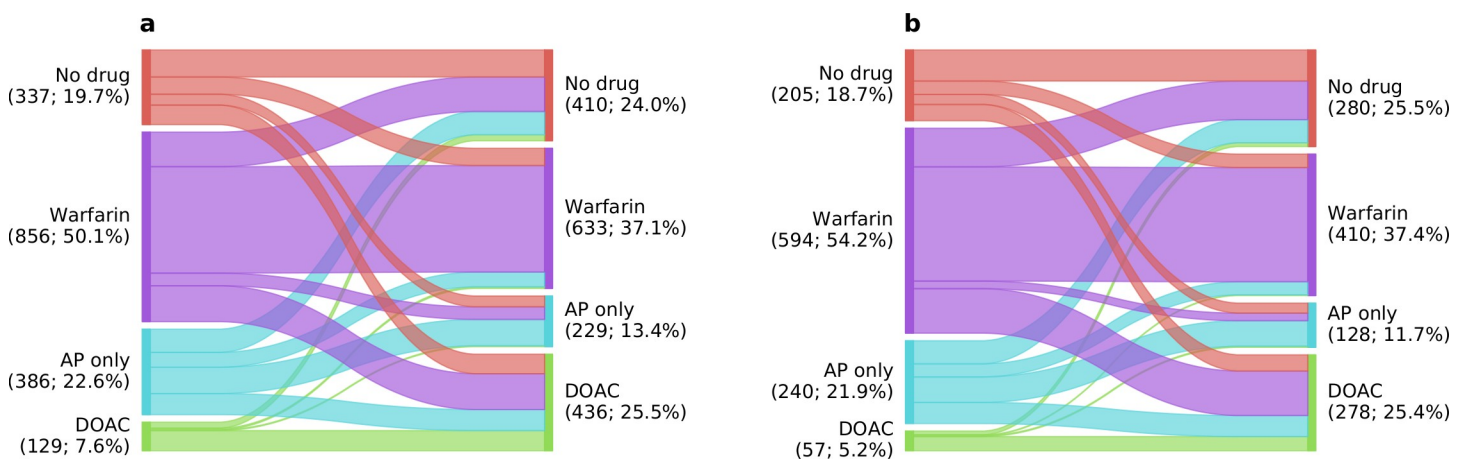 a
No drug
(337; 19.7%)
Warfarin
(856; 50.1%)
AP only
(386; 22.6%)
DOAC
(129; 7.6%)
No drug
(410; 24.0%)
Warfarin
(633; 37.1%)
AP only
(229; 13.4%)
DOAC
(436; 25.5%)
b
No drug
(205; 18.7%)
Warfarin
(594; 54.2%)
AP only
(240; 21.9%)
DOAC
(57; 5.2%)
No drug
(280; 25.5%)
Warfarin
(410; 37.4%)
AP only
(128; 11.7%)
DOAC
(278; 25.4%)